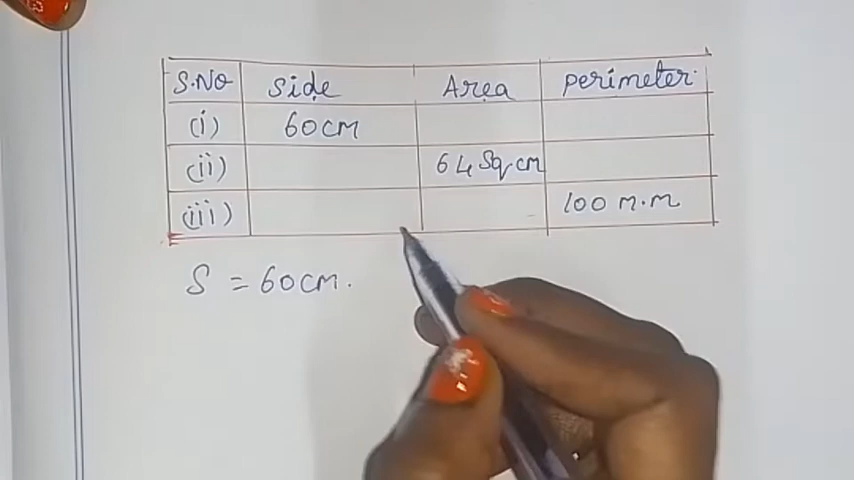 S.No Side Area perimeter.
(i) 60cm
(ii) 64 Sq cm
(iii) 100 m.m
S = 60cm.